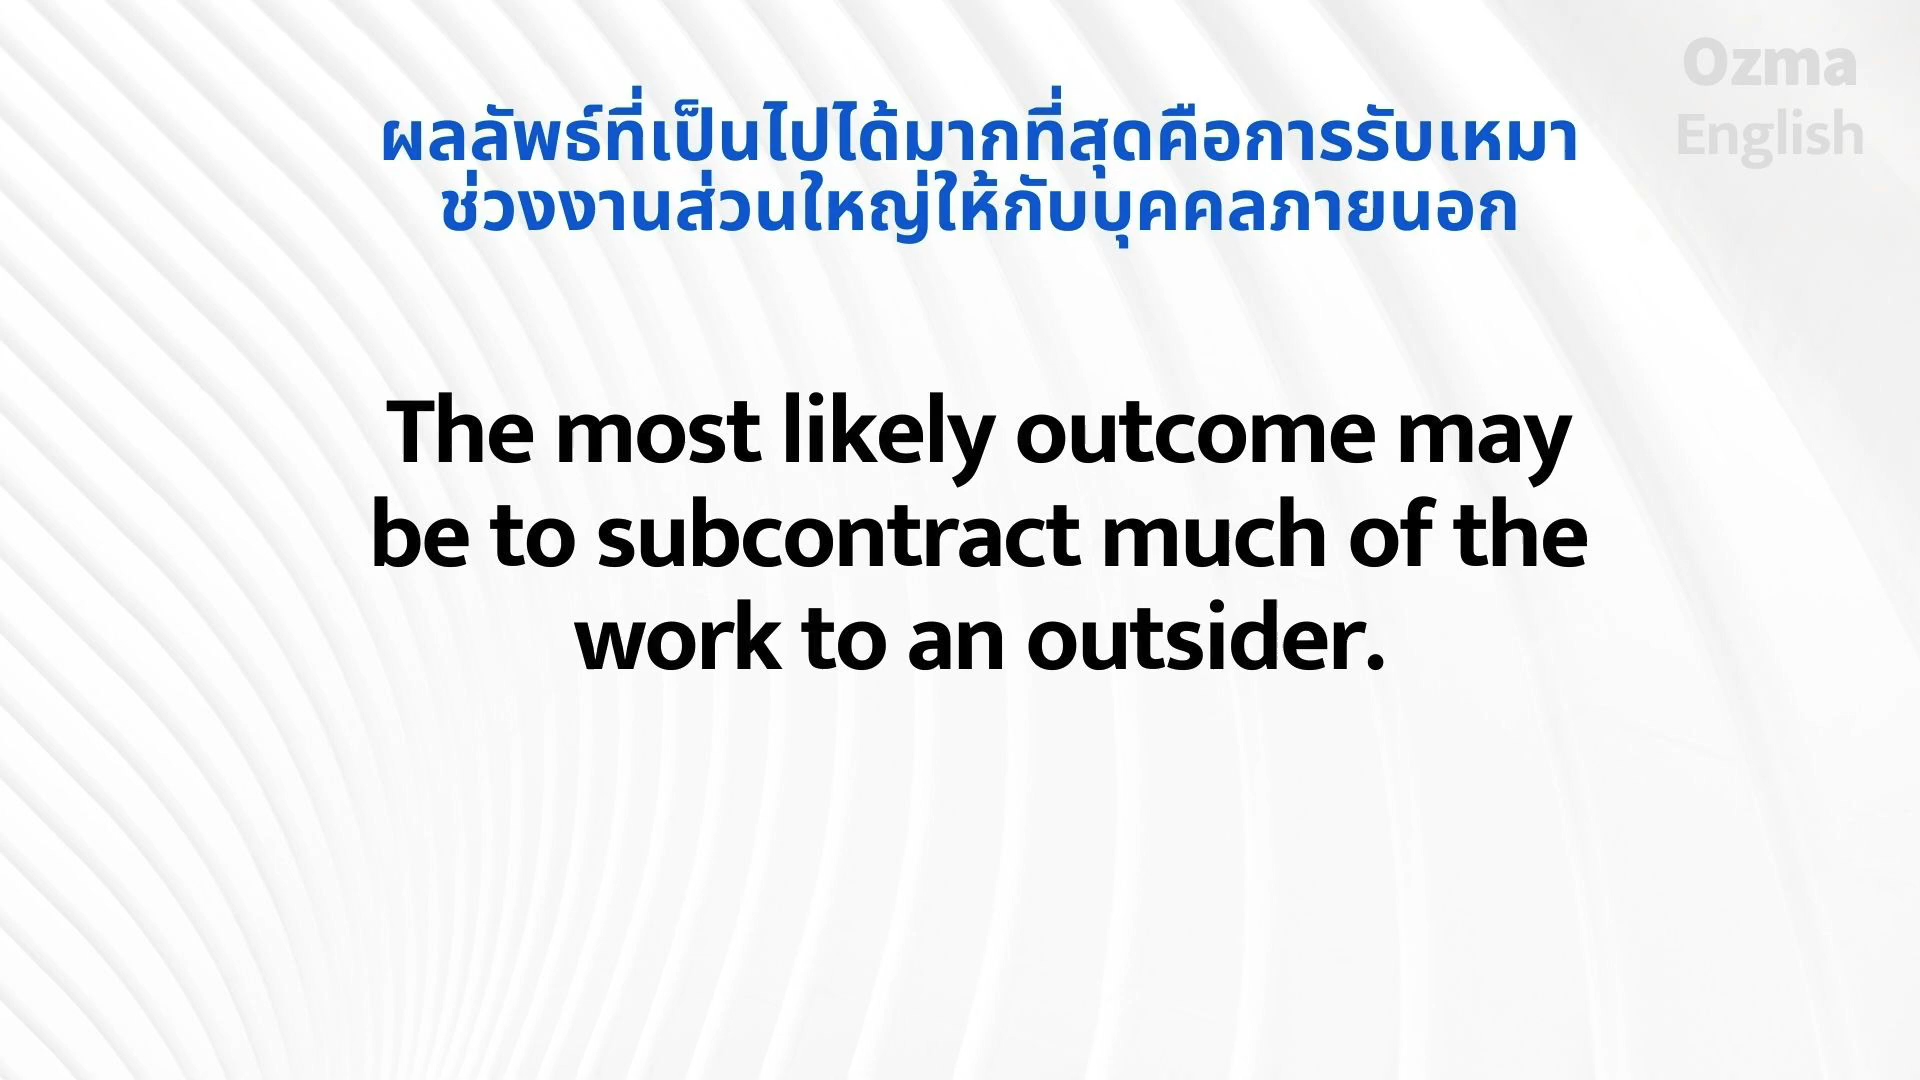 Ozma
English
ผลลัพธ์ที่เป็นไปได้มากที่สุดคือการรับเหมา
ช่วงงานส่วนใหญ่ให้กับบุคคลภายนอก
The most likely outcome may
be to subcontract much of the
work to an outsider.